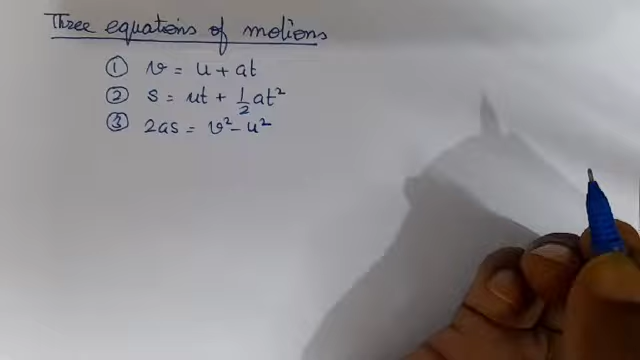 Three equations of motions
① v = u + at
② s = ut + 1/2 at²
③ 2as = v² - u²